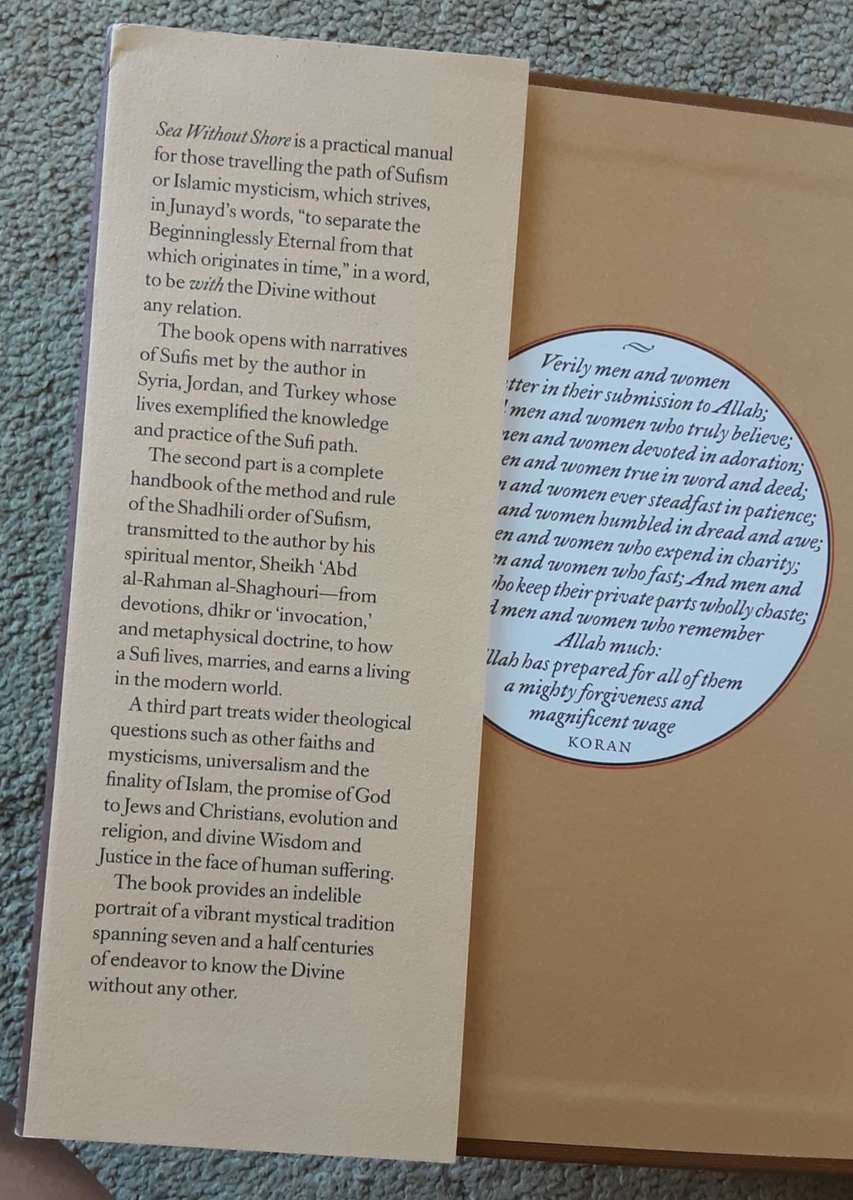 Sea Without Shore is a practical manual
for those travelling the path of Sufism
or Islamic mysticism, which strives,
in Junayd's words, “to separate the
Beginninglessly Eternal from that
which originates in time,” in a word,
to be with the Divine without
any relation.
The book opens with narratives
of Sufis met by the author in
Syria, Jordan, and Turkey whose
lives exemplified the knowledge
and practice of the Sufi path.
The second part is a complete
handbook of the method and rule
of the Shadhili order of Sufism,
transmitted to the author by his
spiritual mentor, Sheikh ‘Abd
al-Rahman al-Shaghouri—from
devotions, dhikr or ‘invocation,’
and metaphysical doctrine, to how
a Sufi lives, marries, and earns a living
in the modern world.
A third part treats wider theological
questions such as other faiths and
mysticisms, universalism and the
finality of Islam, the promise of God
to Jews and Christians, evolution and
religion, and divine Wisdom and
Justice in the face of human suffering.
The book provides an indelible
portrait of a vibrant mystical tradition
spanning seven and a half centuries
of endeavor to know the Divine
without any other.
Verily men and women
in their submission to Allah;
men and women who truly believe;
and women devoted in adoration;
and women true in word and deed;
and women ever steadfast in patience;
and women humbled in dread and awe;
and women who expend in charity;
and women who fast; And men and
keep their private parts wholly chaste;
men and women who remember
Allah much:
has prepared for all of them
a mighty forgiveness and
magnificent wage
KORAN